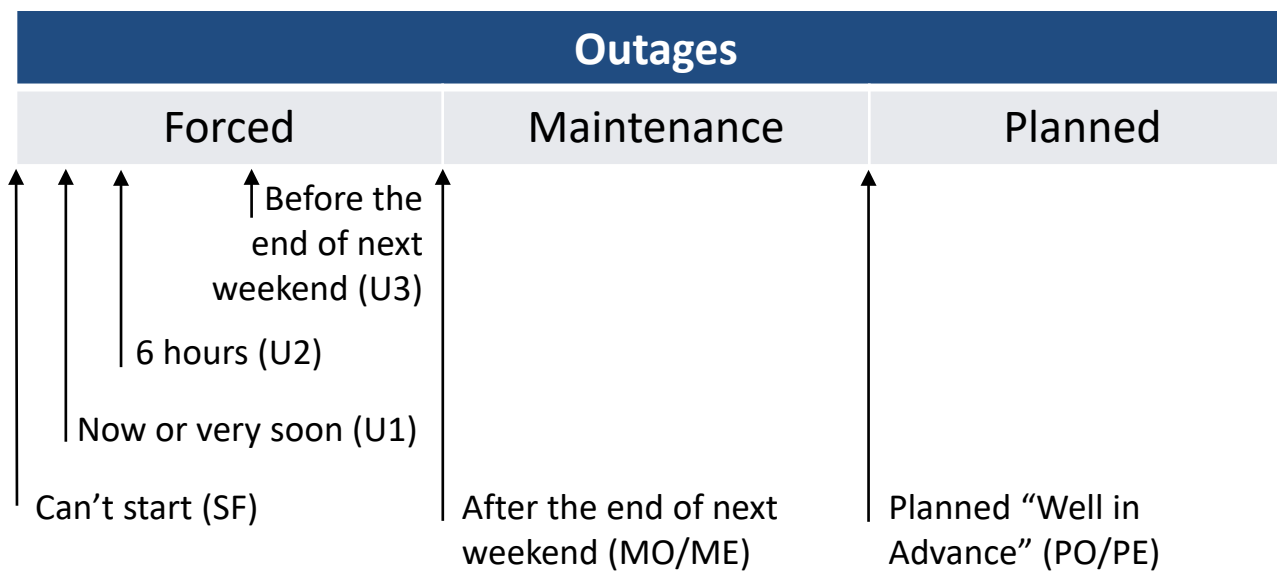 Outages
Forced
Maintenance
Planned
Before the
end of next
weekend (U3)
6 hours (U2)
Now or very soon (U1)
Can’t start (SF)
After the end of next
weekend (MO/ME)
Planned “Well in
Advance” (PO/PE)